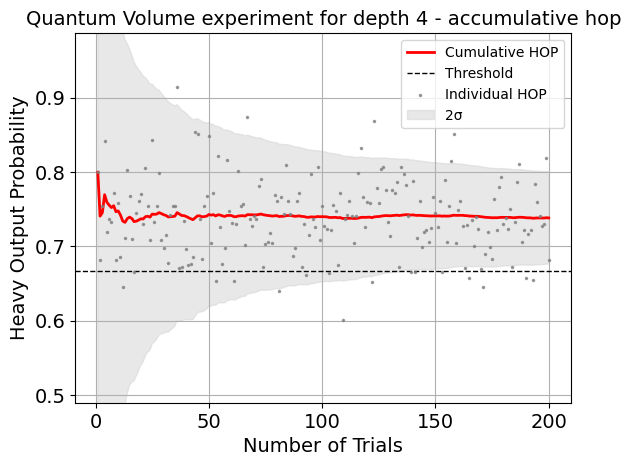 Quantum Volume experiment for depth 4 - accumulative hop
Cumulative HOP
Threshold
Individual HOP
2σ
Heavy Output Probability
0.9
0.8
0.7
0.6
0.5
0 50 100 150 200
Number of Trials